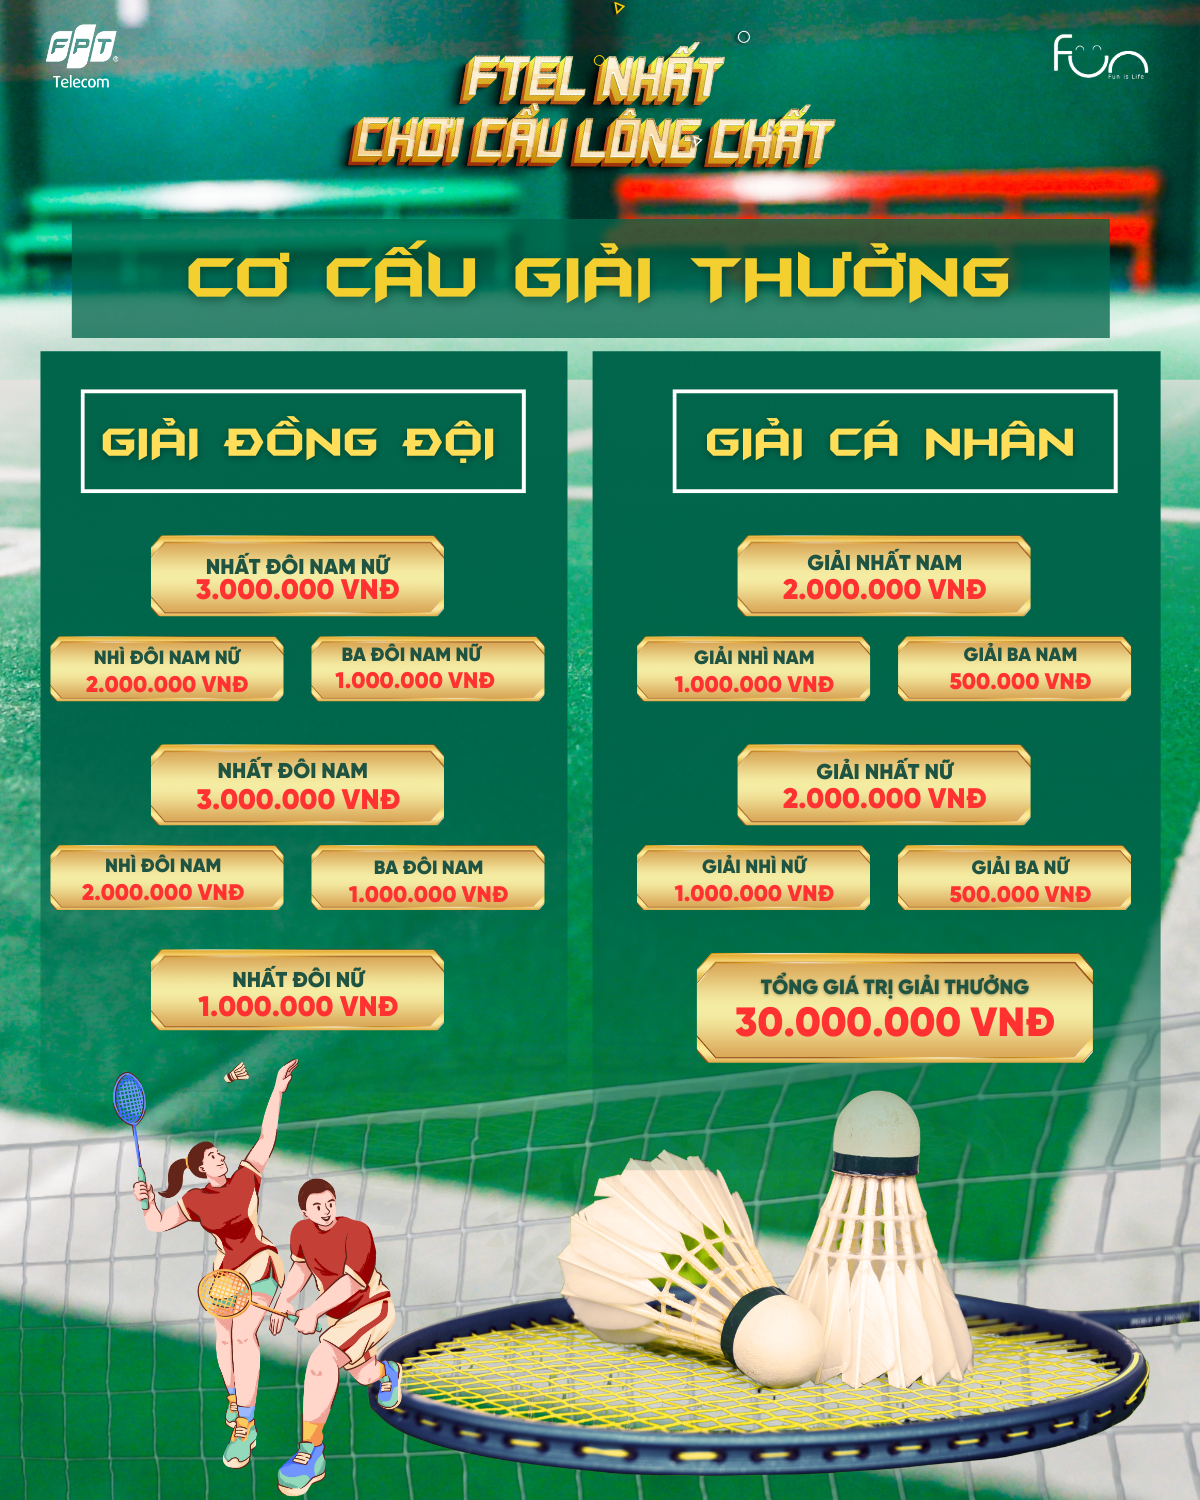 FPT
Telecom
Fun
Fun is Life
FTEL NHẤT
CHƠI CẦU LÔNG CHẤT
CƠ CẤU GIẢI THƯỞNG
GIẢI ĐỒNG ĐỘI
NHẤT ĐÔI NAM NỮ
3.000.000 VNĐ
NHÌ ĐÔI NAM NỮ
2.000.000 VNĐ
BA ĐÔI NAM NỮ
1.000.000 VNĐ
NHẤT ĐÔI NAM
3.000.000 VNĐ
NHÌ ĐÔI NAM
2.000.000 VNĐ
BA ĐÔI NAM
1.000.000 VNĐ
NHẤT ĐÔI NỮ
1.000.000 VNĐ
GIẢI CÁ NHÂN
GIẢI NHẤT NAM
2.000.000 VNĐ
GIẢI NHÌ NAM
1.000.000 VNĐ
GIẢI BA NAM
500.000 VNĐ
GIẢI NHẤT NỮ
2.000.000 VNĐ
GIẢI NHÌ NỮ
1.000.000 VNĐ
GIẢI BA NỮ
500.000 VNĐ
TỔNG GIÁ TRỊ GIẢI THƯỞNG
30.000.000 VNĐ